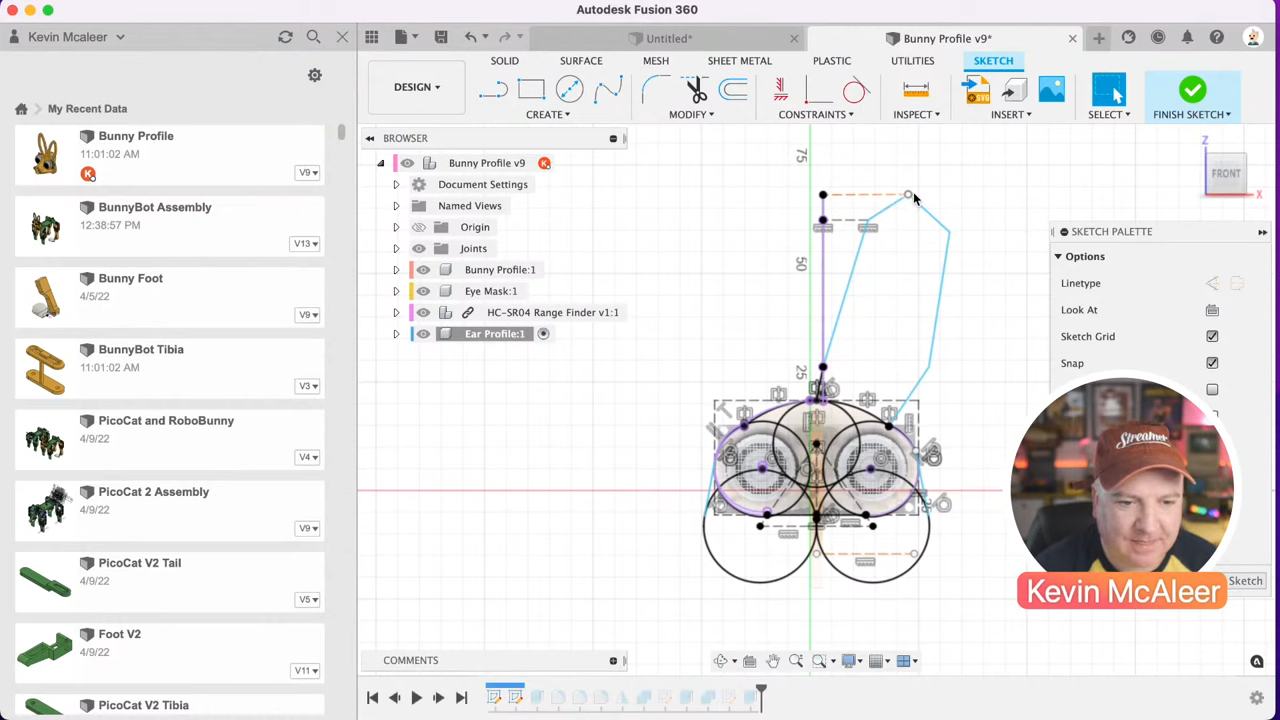 Autodesk Fusion 360
Kevin Mcaleer
Untitled*
Bunny Profile v9*
SOLID SURFACE MESH SHEET METAL PLASTIC UTILITIES SKETCH
DESIGN
CREATE MODIFY CONSTRAINTS INSPECT INSERT SELECT FINISH SKETCH
My Recent Data
Bunny Profile
11:01:02 AM
K
V9
BunnyBot Assembly
12:38:57 PM
V13
Bunny Foot
4/5/22
V9
BunnyBot Tibia
11:01:02 AM
V3
PicoCat and RoboBunny
4/9/22
V4
PicoCat 2 Assembly
4/9/22
V9
PicoCat V2 Tail
4/9/22
V5
Foot V2
4/9/22
V11
PicoCat V2 Tibia
BROWSER
Bunny Profile v9
K
Document Settings
Named Views
Origin
Joints
Bunny Profile:1
Eye Mask:1
HC-SR04 Range Finder v1:1
Ear Profile:1
75
50
25
Z
FRONT
X
SKETCH PALETTE
Options
Linetype
Look At
Sketch Grid
Snap
Streamer
Sketch
Kevin McAleer
COMMENTS